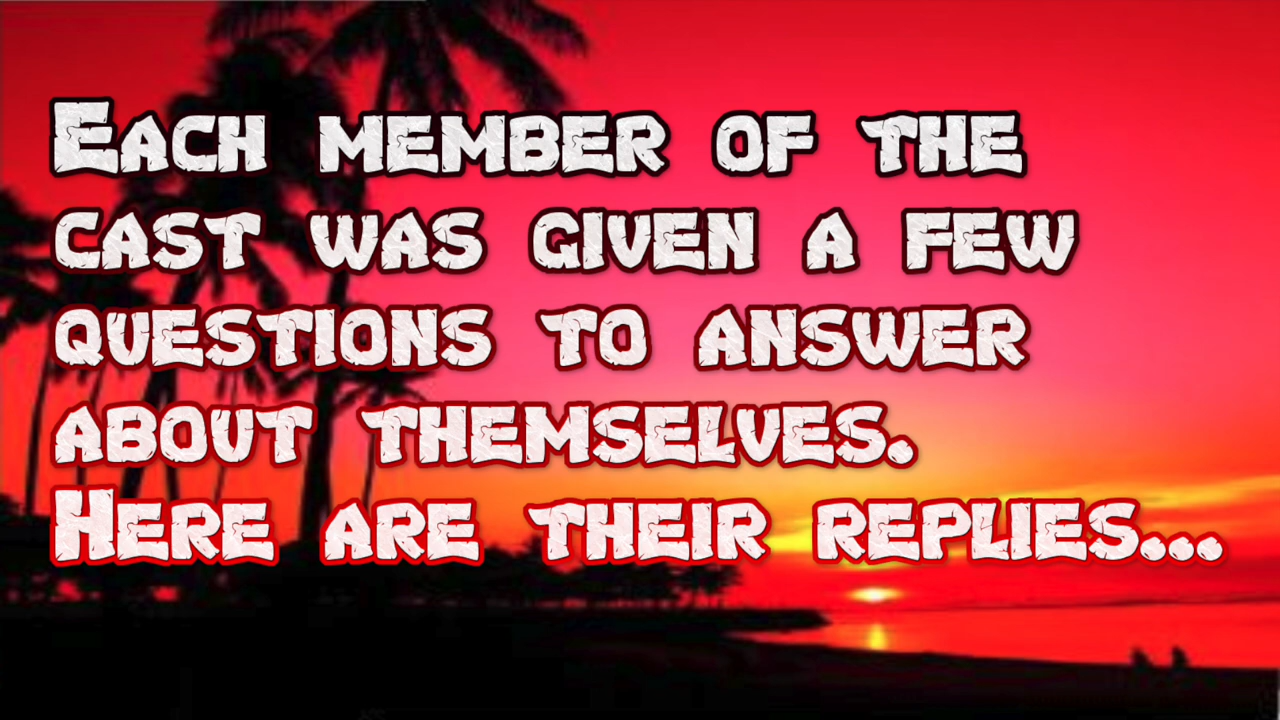 Each member of the
cast was given a few
questions to answer
about themselves.
Here are their replies...